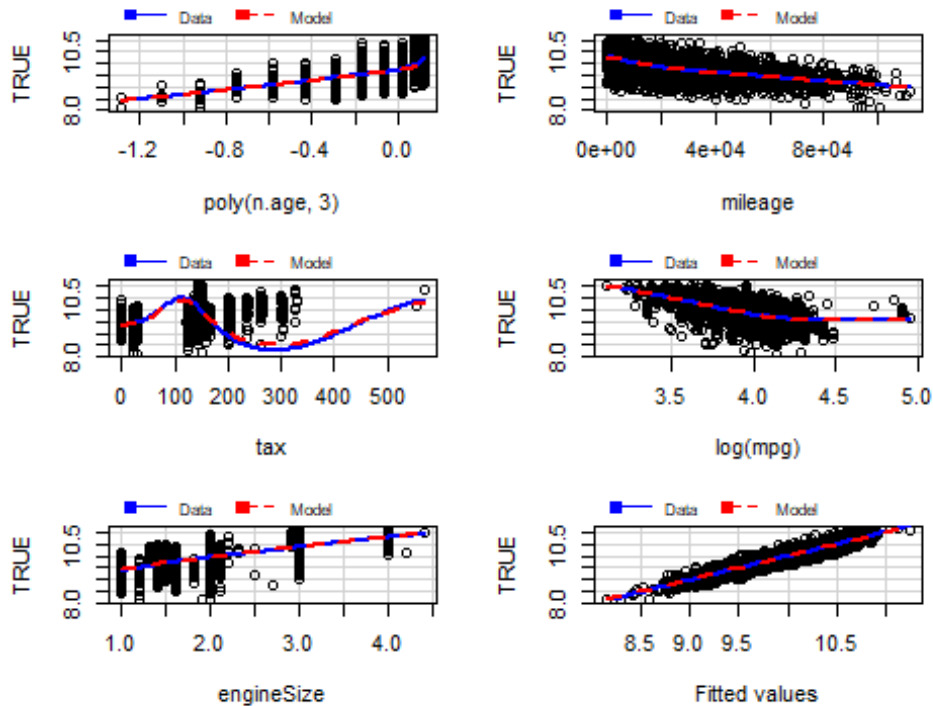 Data Model
TRUE
8.0 10.5
-1.2 -0.8 -0.4 0.0
poly(n.age, 3)
Data Model
TRUE
8.0 10.5
0e+00 4e+04 8e+04
mileage
Data Model
TRUE
8.0 10.5
0 100 200 300 400 500
tax
Data Model
TRUE
8.0 10.5
3.5 4.0 4.5 5.0
log(mpg)
Data Model
TRUE
8.0 10.5
1.0 2.0 3.0 4.0
engineSize
Data Model
TRUE
8.0 10.5
8.5 9.0 9.5 10.5
Fitted values